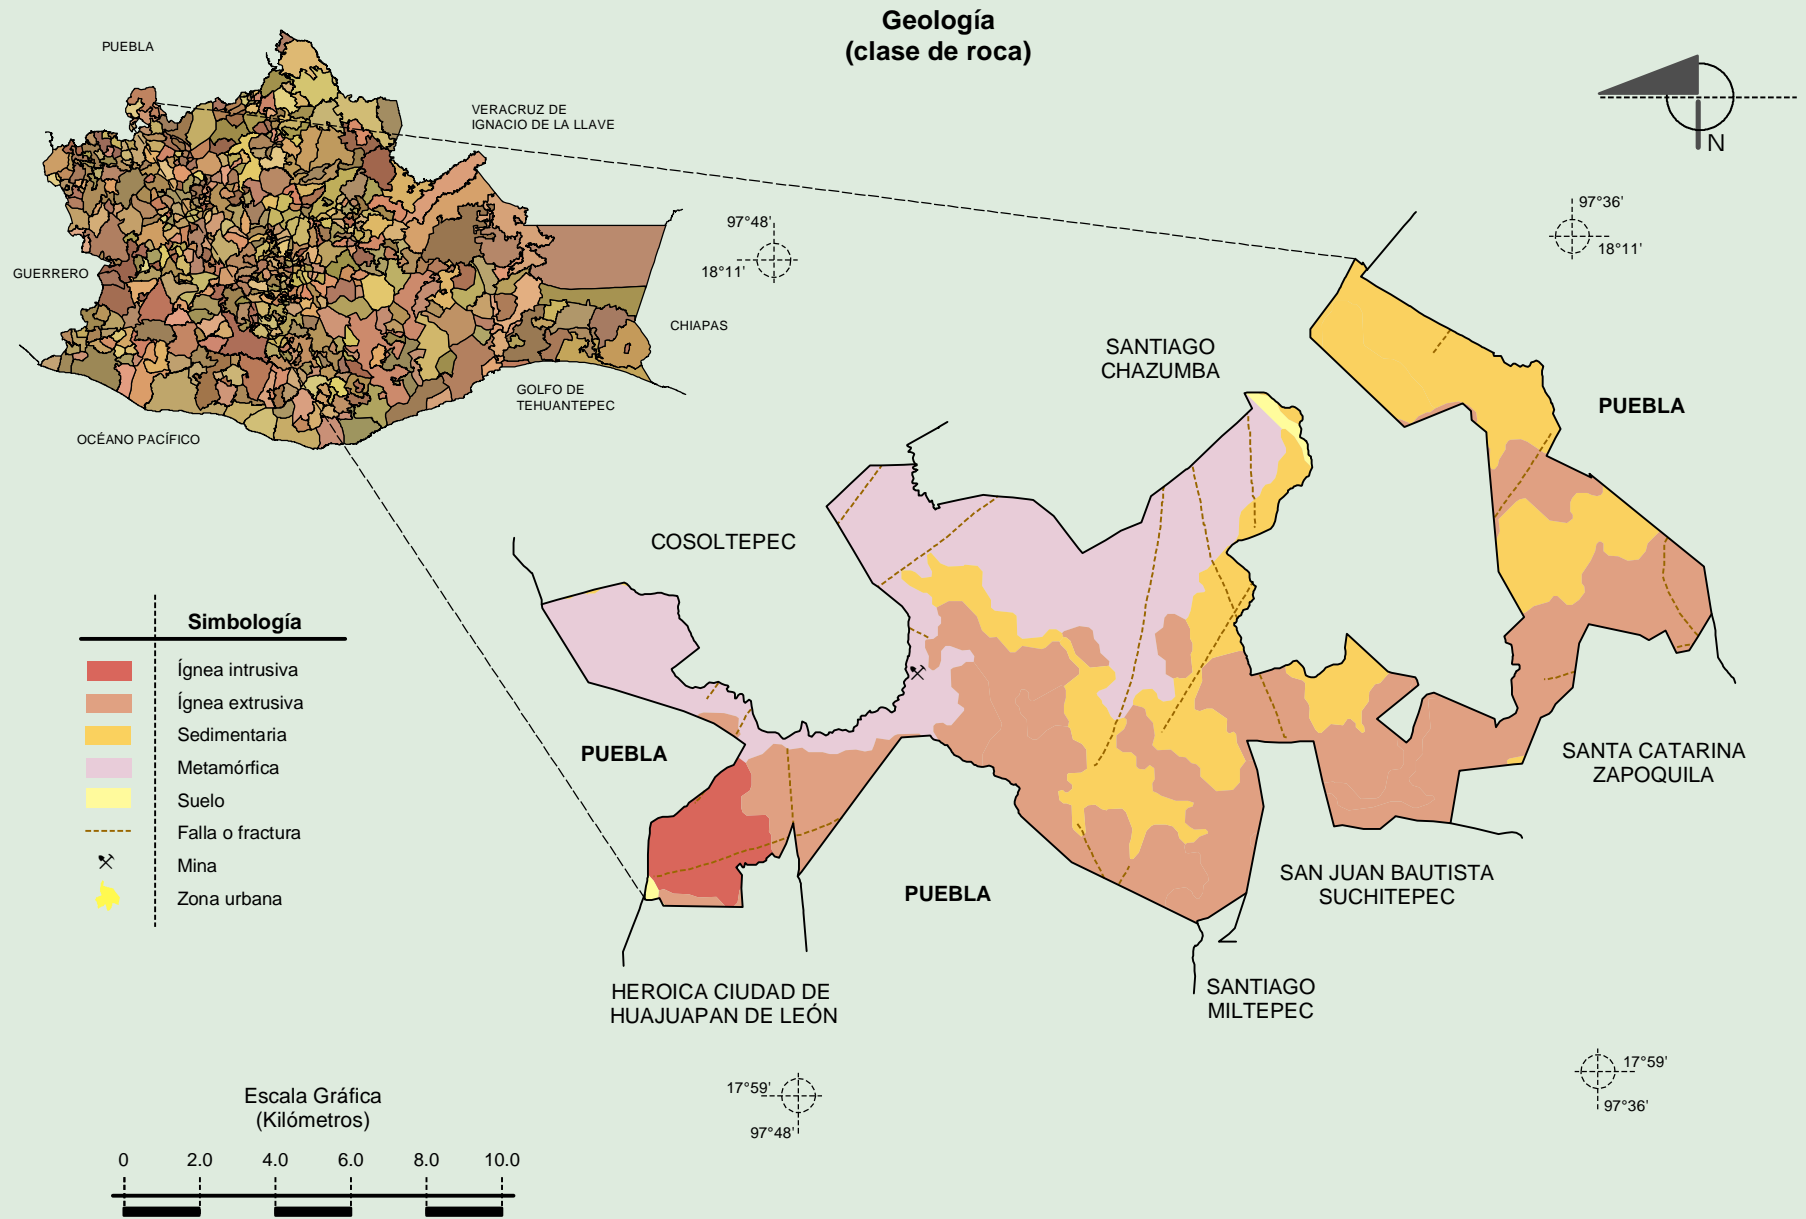 Geología
(clase de roca)
PUEBLA
VERACRUZ DE
IGNACIO DE LA LLAVE
GUERRERO
CHIAPAS
GOLFO DE
TEHUANTEPEC
OCÉANO PACÍFICO
N
97°48'
18°11'
97°36'
18°11'
SANTIAGO
CHAZUMBA
PUEBLA
COSOLTEPEC
PUEBLA
SANTA CATARINA
ZAPOQUILA
PUEBLA
SAN JUAN BAUTISTA
SUCHITEPEC
HEROICA CIUDAD DE
HUAJUAPAN DE LEÓN
SANTIAGO
MILTEPEC
Simbología
Ígnea intrusiva
Ígnea extrusiva
Sedimentaria
Metamórfica
Suelo
Falla o fractura
Mina
Zona urbana
17°59'
97°48'
17°59'
97°36'
Escala Gráfica
(Kilómetros)
0 2.0 4.0 6.0 8.0 10.0